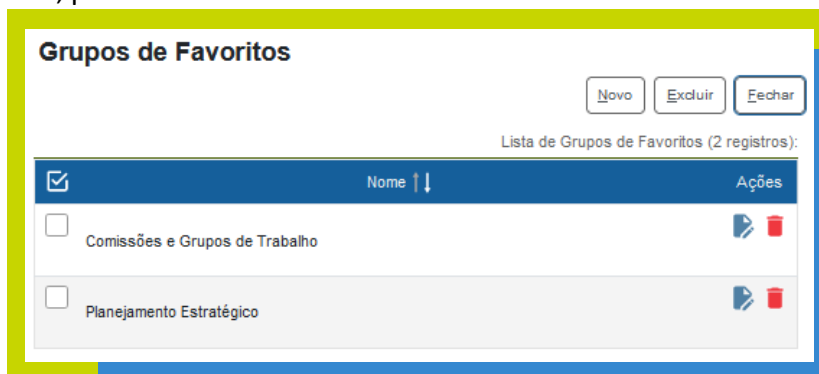 Grupos de Favoritos
Novo Excluir Fechar
Lista de Grupos de Favoritos (2 registros):
Nome Ações
Comissões e Grupos de Trabalho
Planejamento Estratégico